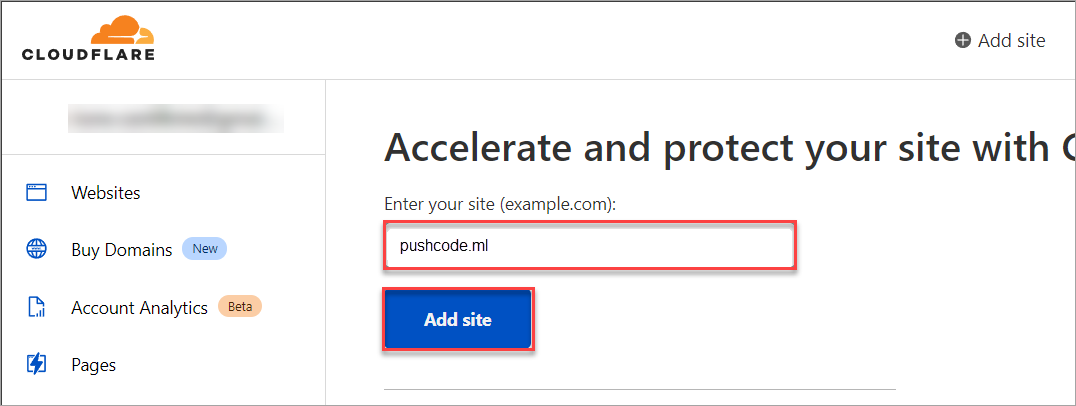 CLOUDFLARE
Add site
Accelerate and protect your site with
Websites
Enter your site (example.com):
pushcode.ml
Buy Domains New
Account Analytics Beta
Add site
Pages